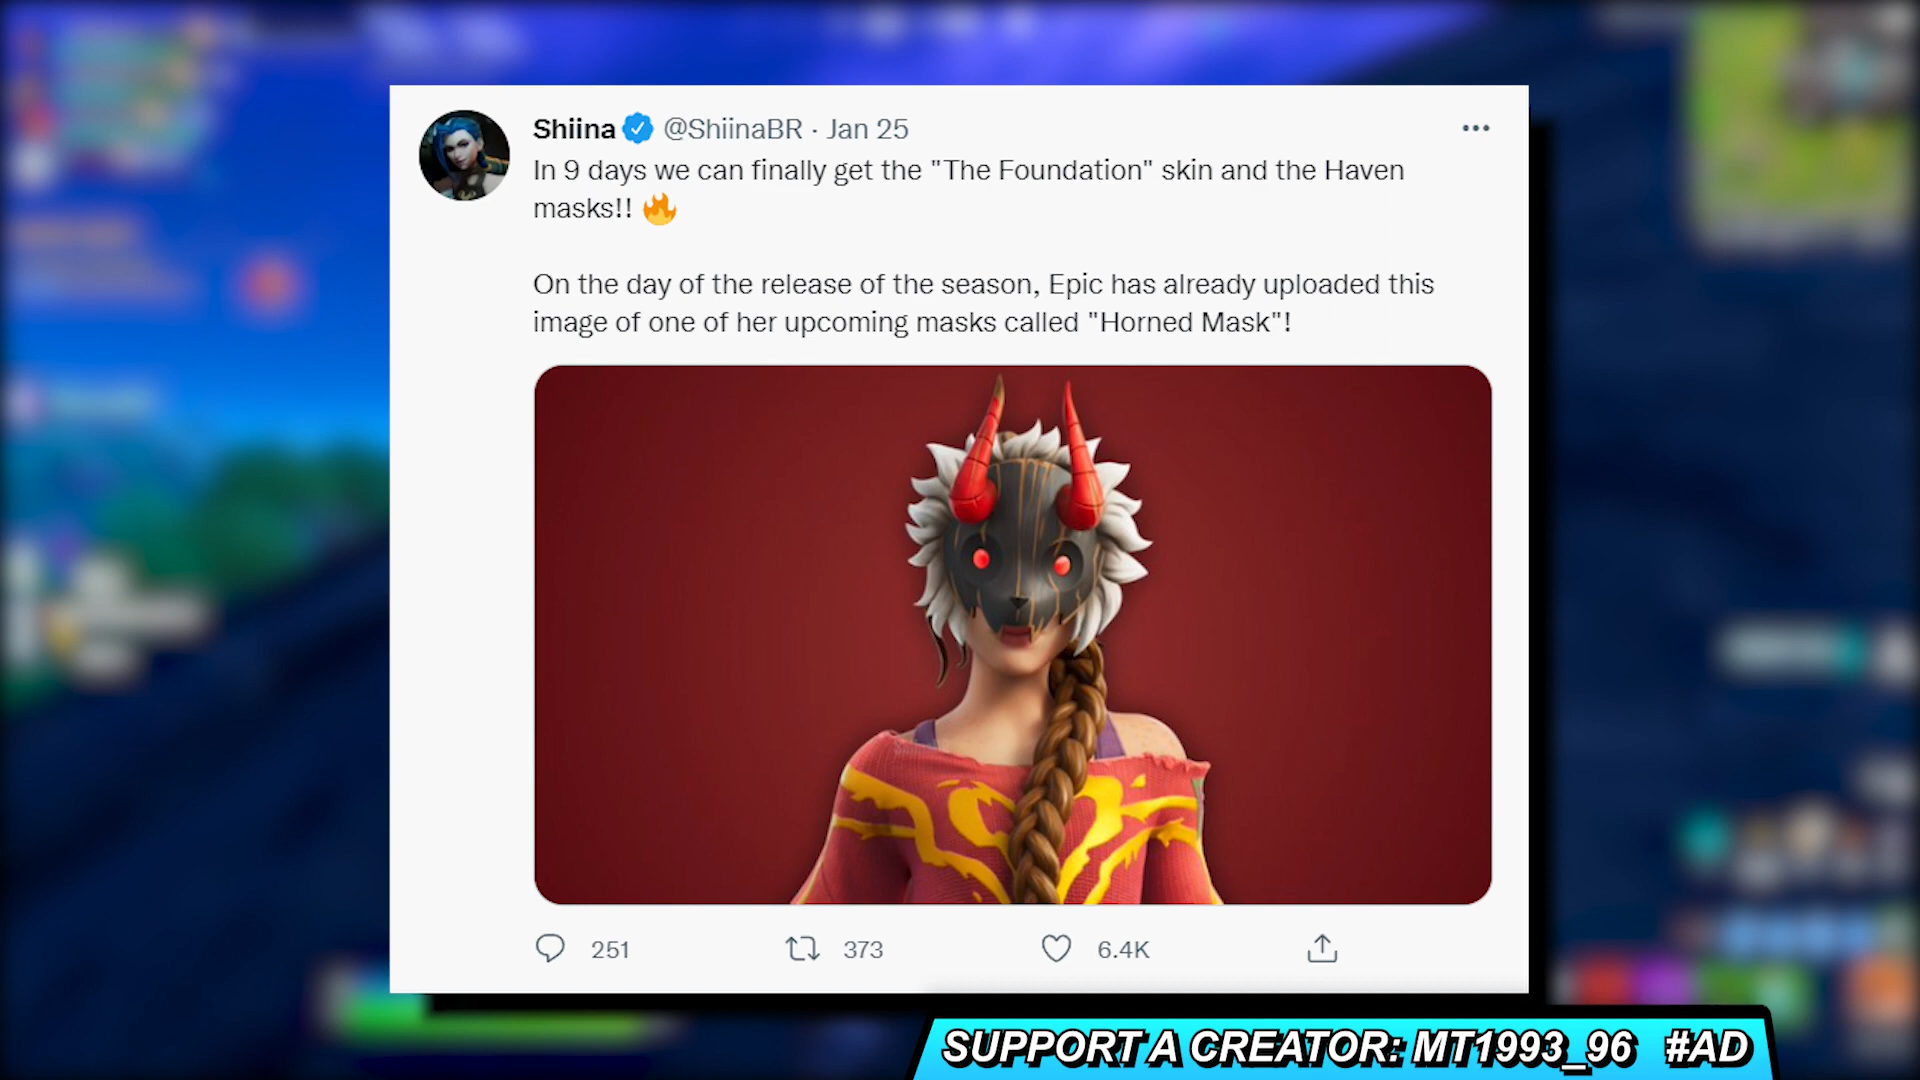 Shiina @ShiinaBR · Jan 25
In 9 days we can finally get the "The Foundation" skin and the Haven
masks!! 🔥
On the day of the release of the season, Epic has already uploaded this
image of one of her upcoming masks called "Horned Mask"!
251 373 6.4K
SUPPORT A CREATOR: MT1993_96 #AD